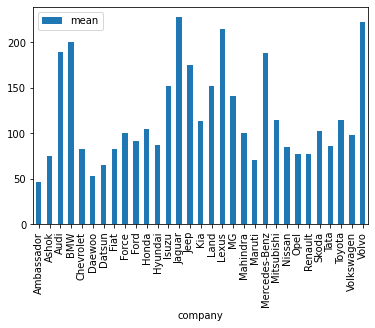 mean
200
150
100
50
0
Ambassador
Ashok
Audi
BMW
Chevrolet
Daewoo
Datsun
Fiat
Force
Ford
Honda
Hyundai
Isuzu
Jaguar
Jeep
Kia
Land
Lexus
MG
Mahindra
Maruti
Mercedes-Benz
Mitsubishi
Nissan
Opel
Renault
Skoda
Tata
Toyota
Volkswagen
Volvo
company